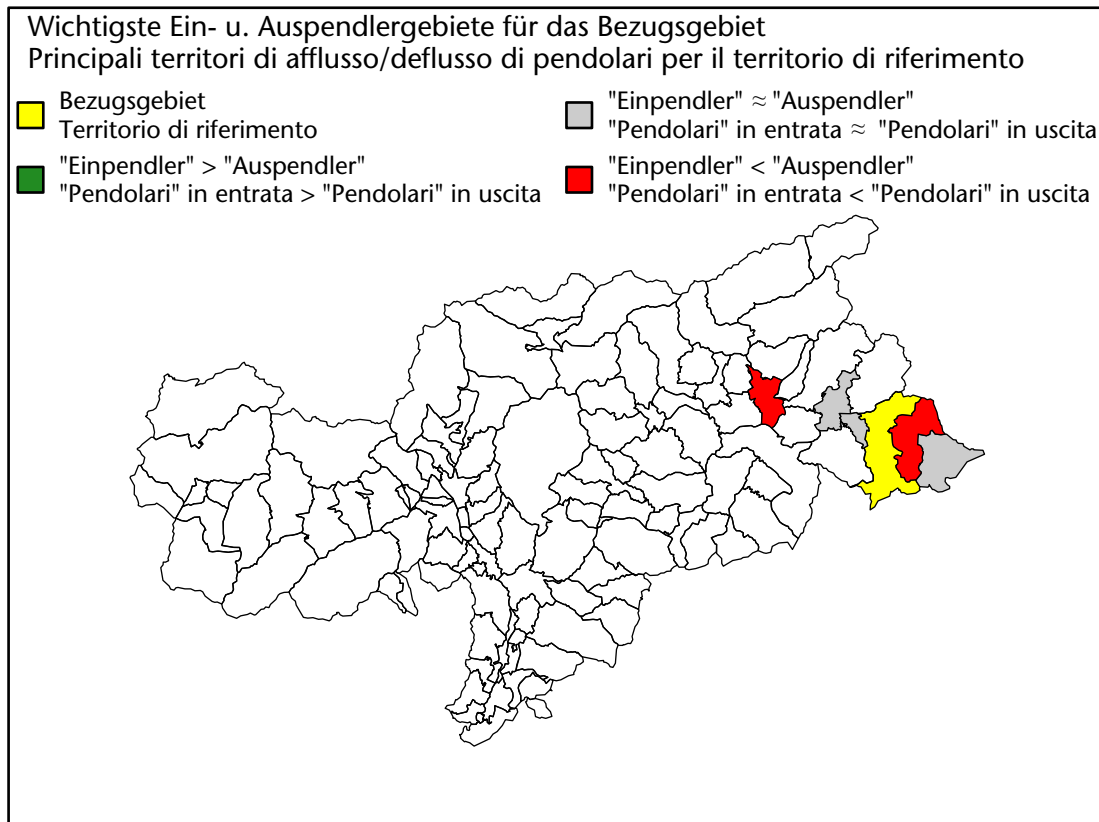 Wichtigste Ein- u. Auspendlergebiete für das Bezugsgebiet
Principali territori di afflusso/deflusso di pendolari per il territorio di riferimento
Bezugsgebiet
Territorio di riferimento
"Einpendler" > "Auspendler"
"Pendolari" in entrata > "Pendolari" in uscita
"Einpendler" ≈ "Auspendler"
"Pendolari" in entrata ≈ "Pendolari" in uscita
"Einpendler" < "Auspendler"
"Pendolari" in entrata < "Pendolari" in uscita